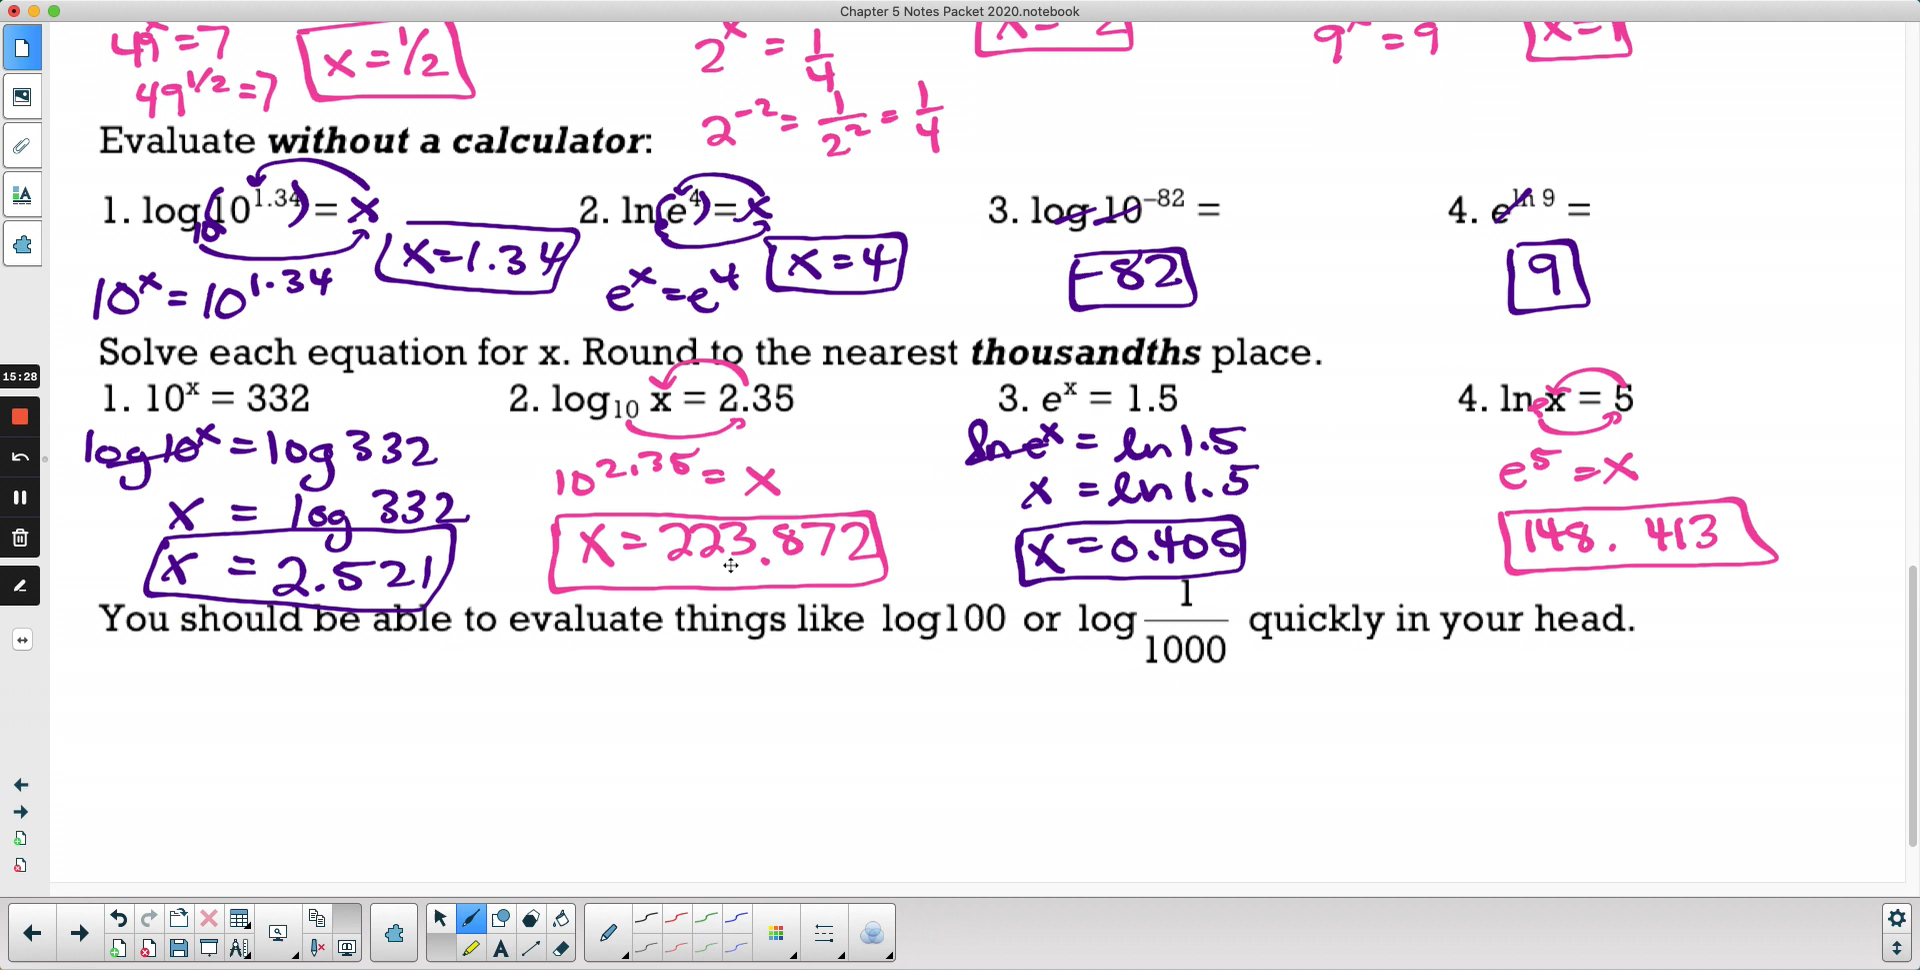 Chapter 5 Notes Packet 2020.notebook
49^x = 7
x = 1/2
2^x = 1/4
9^x = 9
x = 1
49^1/2 = 7
2^-2 = 1/2^2 = 1/4
Evaluate without a calculator:
1. log10(10^1.34) = x
2. ln e(e^4) = x
3. log 10^-82 =
4. e^ln 9 =
x = 1.34
x = 4
-82
9
10^x = 10^1.34
e^x = e^4
Solve each equation for x. Round to the nearest thousandths place.
15:28
1. 10^x = 332
2. log10 x = 2.35
3. e^x = 1.5
4. ln e x = 5
log 10^x = log 332
10^2.35 = x
ln e^x = ln 1.5
e^5 = x
x = log 332
x = ln 1.5
x = 2.521
x = 223.872
x = 0.405
148.413
You should be able to evaluate things like log100 or log 1/1000 quickly in your head.